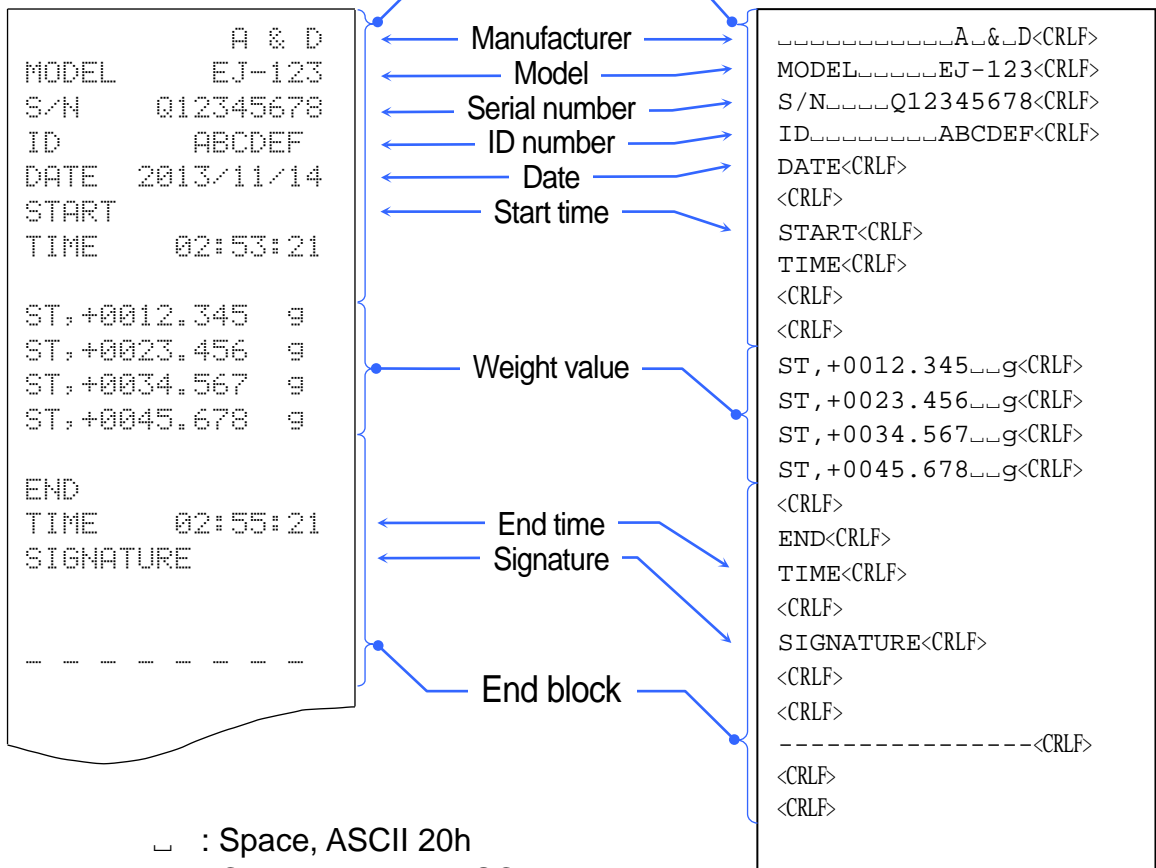 A & D
MODEL EJ-123
S/N Q12345678
ID ABCDEF
DATE 2013/11/14
START
TIME 02:53:21
ST,+0012.345 g
ST,+0023.456 g
ST,+0034.567 g
ST,+0045.678 g
END
TIME 02:55:21
SIGNATURE
_ _ _ _ _ _ _ _
Manufacturer
Model
Serial number
ID number
Date
Start time
Weight value
End time
Signature
End block
␣␣␣␣␣␣␣␣␣␣␣A␣&␣D<CRLF>
MODEL␣␣␣␣␣EJ-123<CRLF>
S/N␣␣␣␣Q12345678<CRLF>
ID␣␣␣␣␣␣␣␣ABCDEF<CRLF>
DATE<CRLF>
<CRLF>
START<CRLF>
TIME<CRLF>
<CRLF>
<CRLF>
ST,+0012.345␣␣g<CRLF>
ST,+0023.456␣␣g<CRLF>
ST,+0034.567␣␣g<CRLF>
ST,+0045.678␣␣g<CRLF>
<CRLF>
END<CRLF>
TIME<CRLF>
<CRLF>
SIGNATURE<CRLF>
<CRLF>
<CRLF>
----------------<CRLF>
<CRLF>
<CRLF>
␣ : Space, ASCII 20h